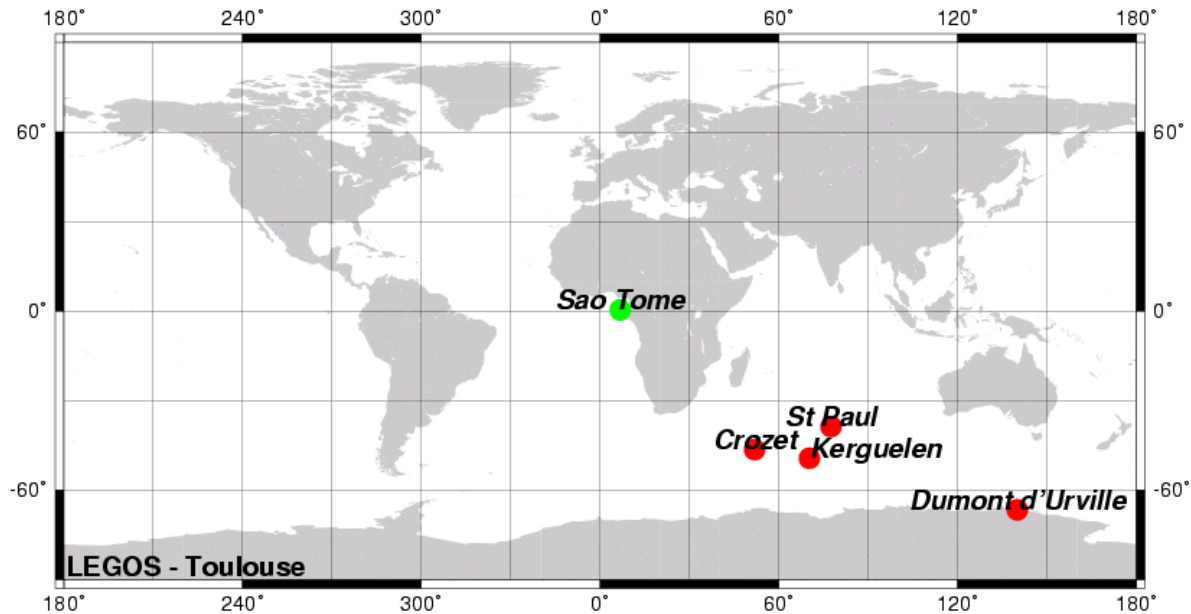 180° 240° 300° 0° 60° 120° 180°
60° 60°
Sao Tome
0° 0°
St Paul
Crozet Kerguelen
-60° -60°
Dumont d'Urville
LEGOS - Toulouse
180° 240° 300° 0° 60° 120° 180°